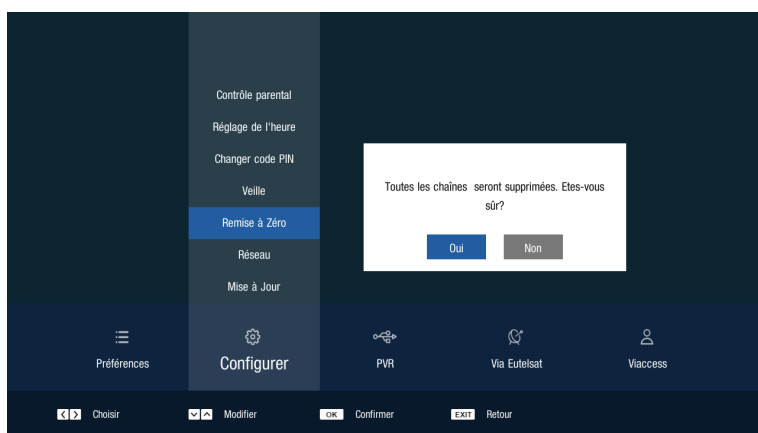 Contrôle parental
Réglage de l'heure
Changer code PIN
Veille
Remise à Zéro
Réseau
Mise à Jour
Toutes les chaînes seront supprimées. Etes-vous
sûr?
Oui Non
Préférences Configurer PVR Via Eutelsat Viaccess
Choisir Modifier OK Confirmer EXIT Retour